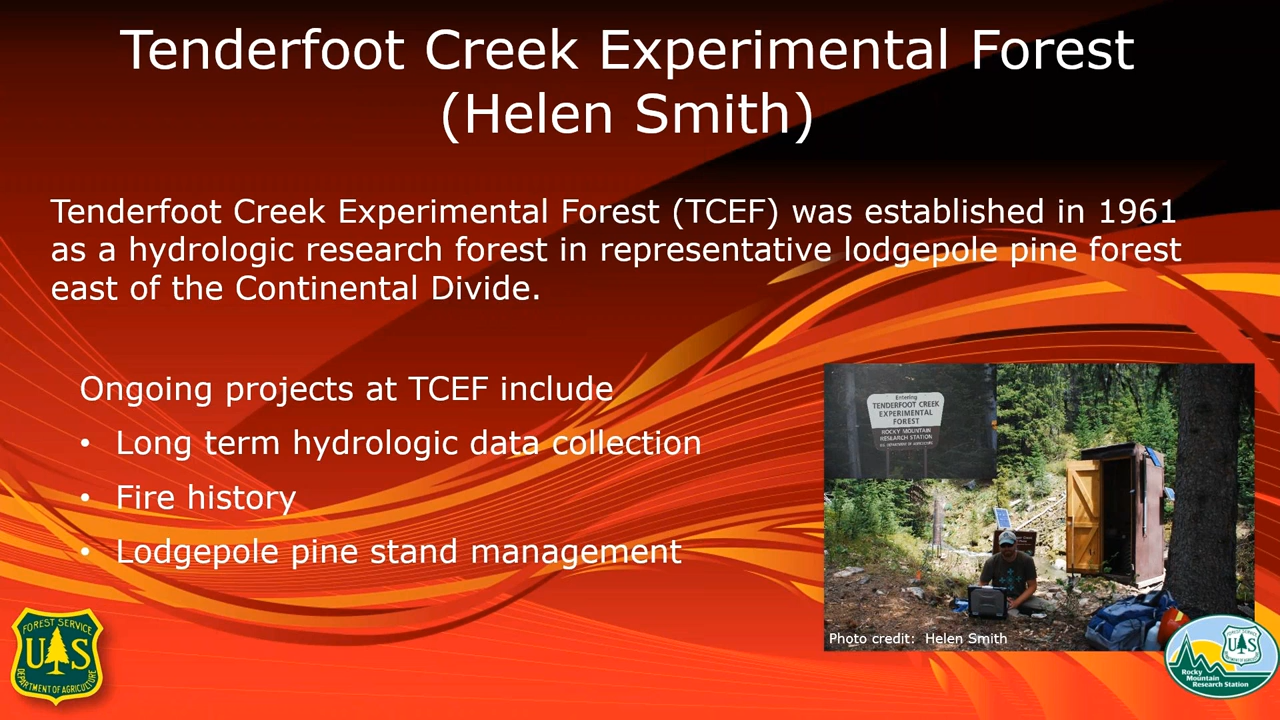 Tenderfoot Creek Experimental Forest
(Helen Smith)
Tenderfoot Creek Experimental Forest (TCEF) was established in 1961
as a hydrologic research forest in representative lodgepole pine forest
east of the Continental Divide.
Ongoing projects at TCEF include
• Long term hydrologic data collection
• Fire history
• Lodgepole pine stand management
Entering
TENDERFOOT CREEK
EXPERIMENTAL
FOREST
ROCKY MOUNTAIN
RESEARCH STATION
U.S. DEPARTMENT OF AGRICULTURE
Photo credit: Helen Smith
FOREST SERVICE
U S
DEPARTMENT OF AGRICULTURE
U S
Rocky
Mountain
Research Station